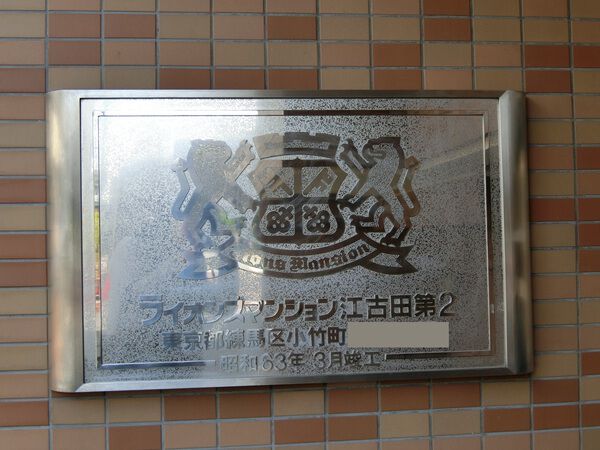 Lions Mansion
ライオンズマンション江古田第2
東京都練馬区小竹町
昭和63年 3月竣工